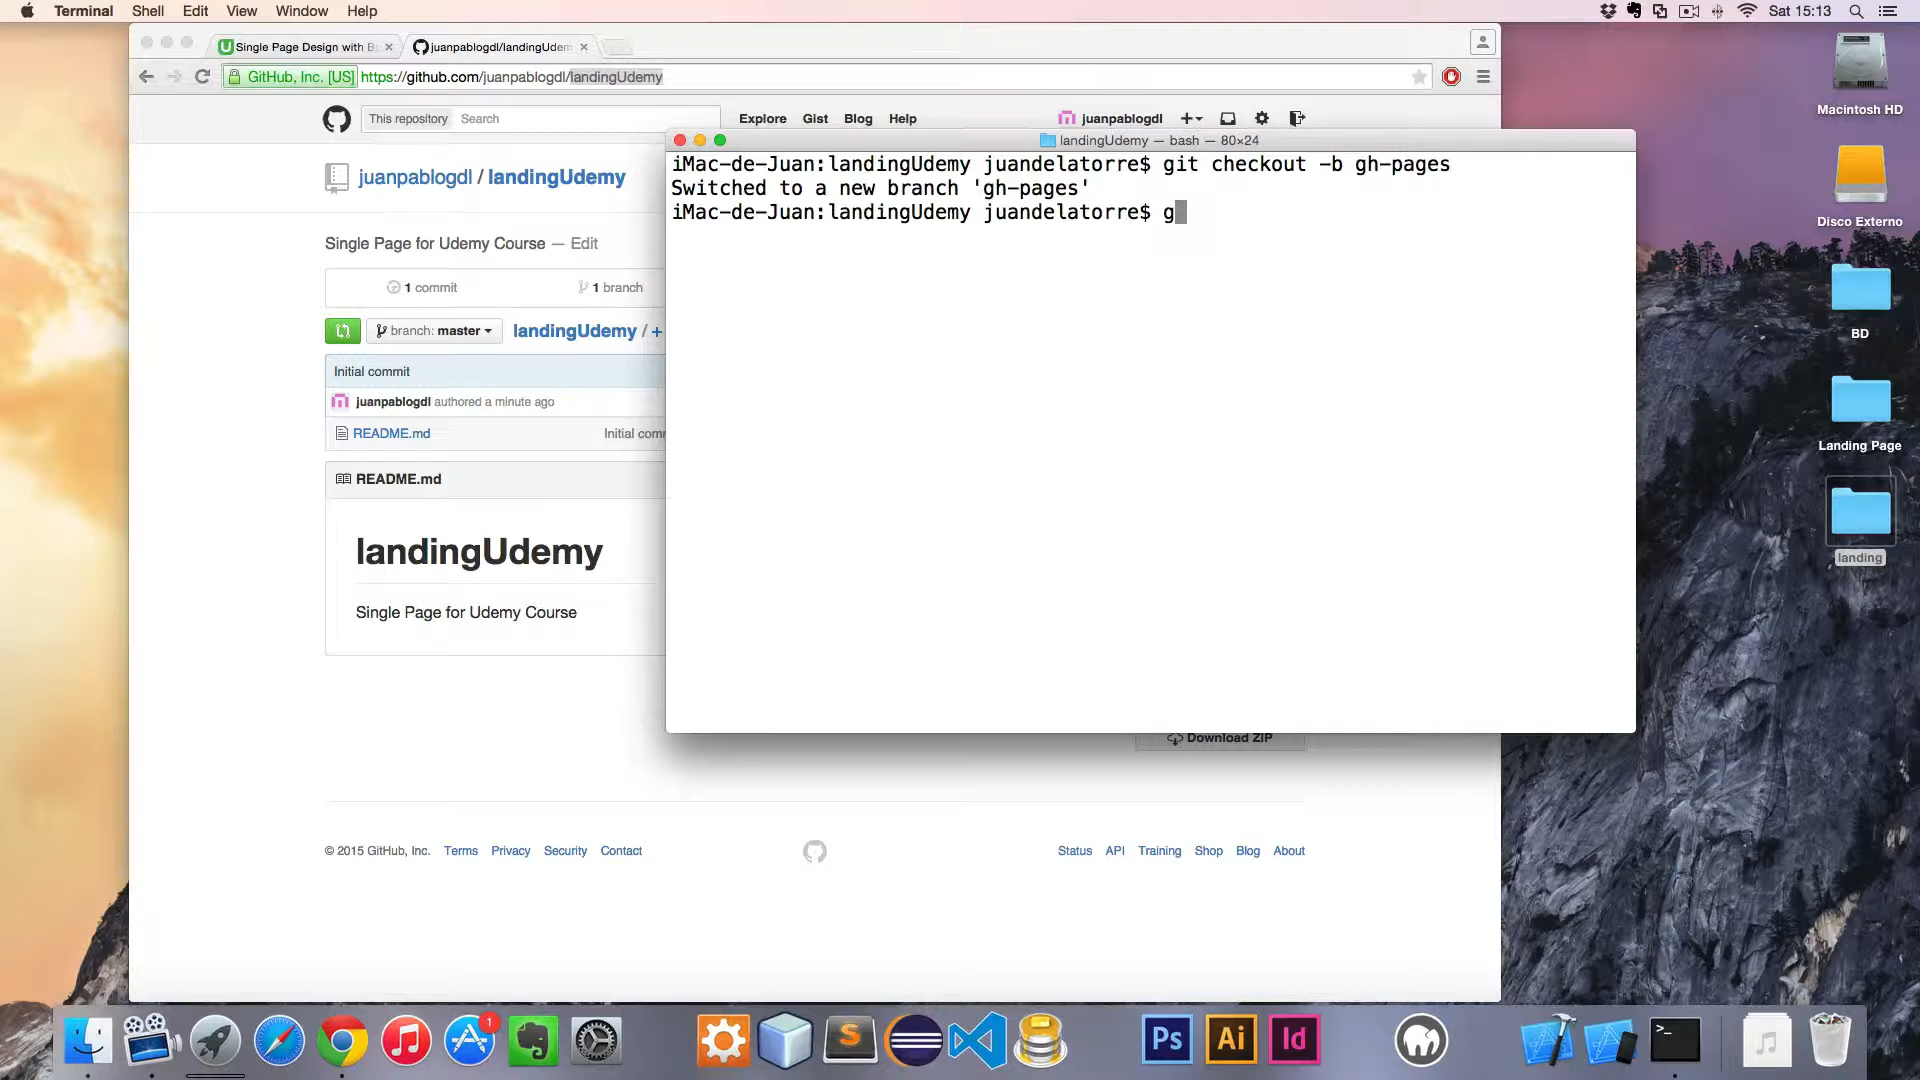 Terminal Shell Edit View Window Help
Sat 15:13
Single Page Design with B
juanpablogdl/landingUdem
GitHub, Inc. [US] https://github.com/juanpablogdl/landingUdemy
This repository Search
Explore Gist Blog Help
juanpablogdl
landingUdemy — bash — 80×24
iMac-de-Juan:landingUdemy juandelatorre$ git checkout -b gh-pages
Switched to a new branch 'gh-pages'
iMac-de-Juan:landingUdemy juandelatorre$ g
juanpablogdl / landingUdemy
Single Page for Udemy Course — Edit
1 commit
1 branch
branch: master
landingUdemy / +
Initial commit
juanpablogdl authored a minute ago
README.md
Initial comm
README.md
landingUdemy
Single Page for Udemy Course
Download ZIP
© 2015 GitHub, Inc. Terms Privacy Security Contact
Status API Training Shop Blog About
Macintosh HD
Disco Externo
BD
Landing Page
landing
1
S
Ps
Ai
Id
>_